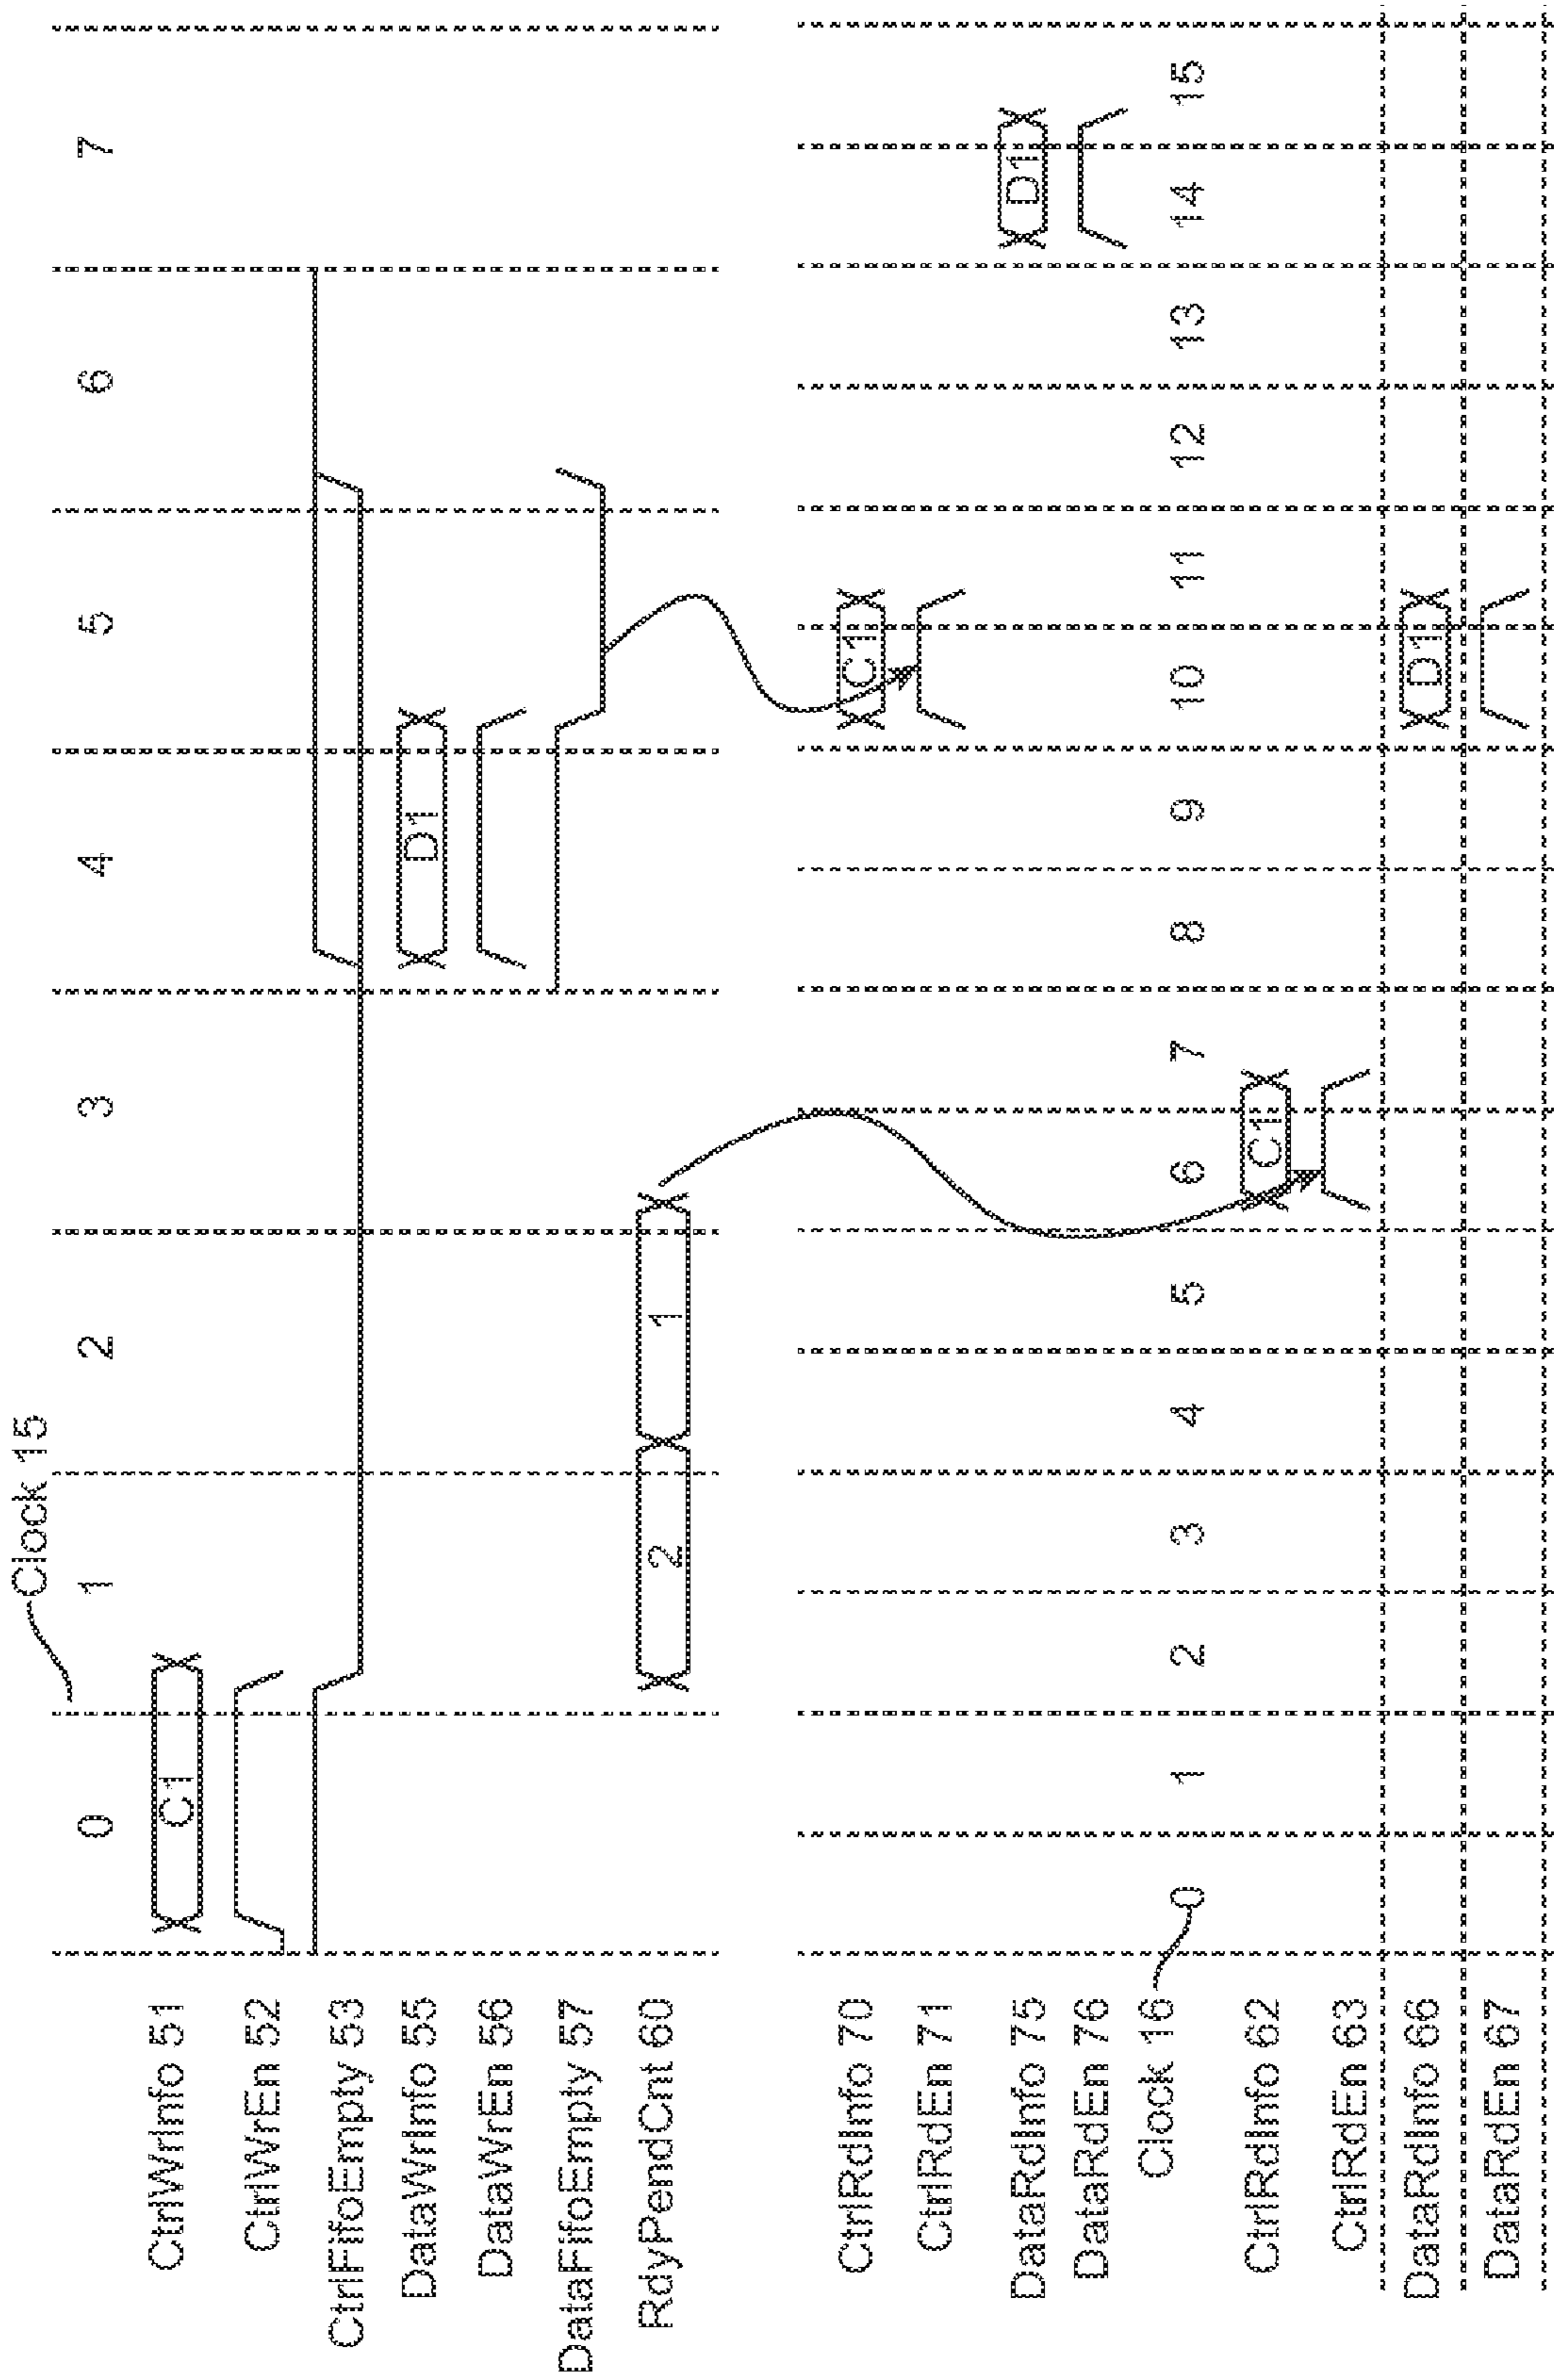 Clock 15
0 1 2 3 4 5 6 7
CtrlWrInfo 51 C1
CtrlWrEn 52
CtrlFifoEmpty 53
DataWrInfo 55 D1
DataWrEn 56
DataFifoEmpty 57
RdyPendCnt 60 2 1
CtrlRdInfo 70 C1
CtrlRdEn 71
DataRdInfo 75 D1
DataRdEn 76
Clock 16 0 1 2 3 4 5 6 7 8 9 10 11 12 13 14 15
CtrlRdInfo 62 C1
CtrlRdEn 63
DataRdInfo 66 D1
DataRdEn 67